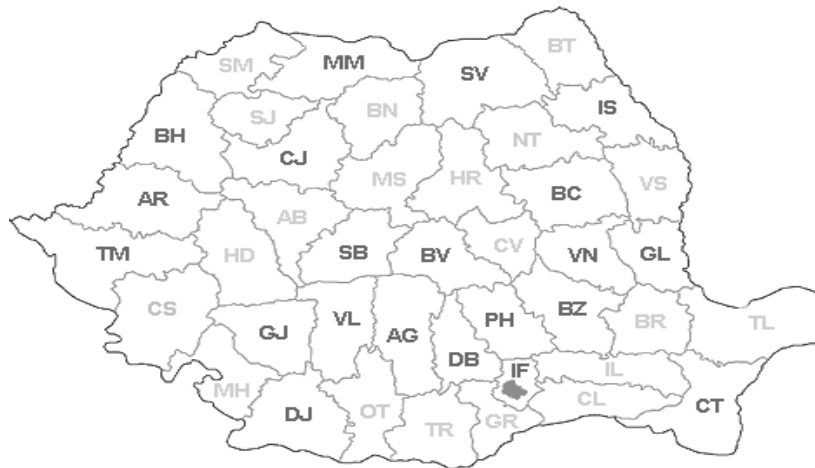 BT
SM
MM
SV
BN
SJ
IS
BH
NT
CJ
MS
HR
VS
BC
AR
AB
TM
HD
SB
BV
CV
VN
GL
CS
VL
PH
BZ
BR
TL
GJ
AG
DB
IF
IL
MH
DJ
OT
TR
GR
CL
CT